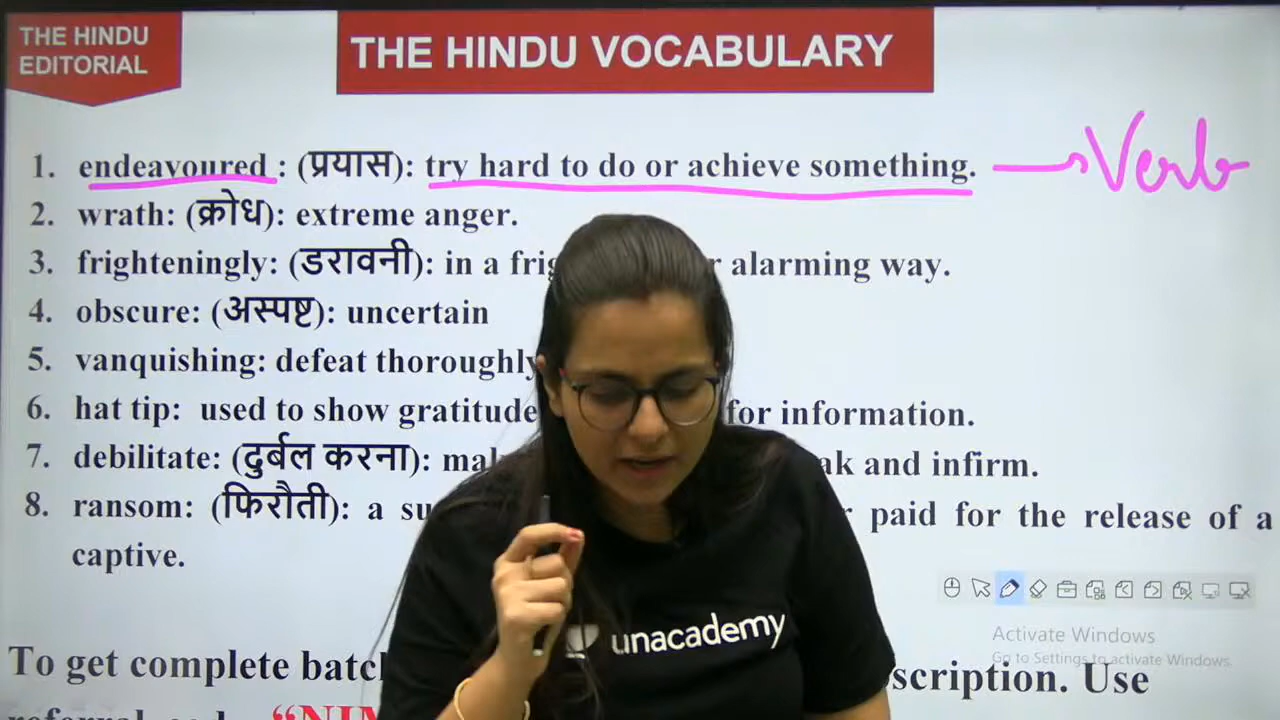 THE HINDU
EDITORIAL
THE HINDU VOCABULARY
1. endeavoured : (प्रयास): try hard to do or achieve something. Verb
2. wrath: (क्रोध): extreme anger.
3. frighteningly: (डरावनी): in a alarming way.
4. obscure: (अस्पष्ट): uncertain
5. vanquishing: defeat thoroughly
6. hat tip: used to show gratitude for information.
7. debilitate: (दुर्बल करना): and infirm.
8. ransom: (फिरौती): a paid for the release of a
captive.
unacademy
Activate Windows
Go to Settings to activate Windows.
To get complete Use